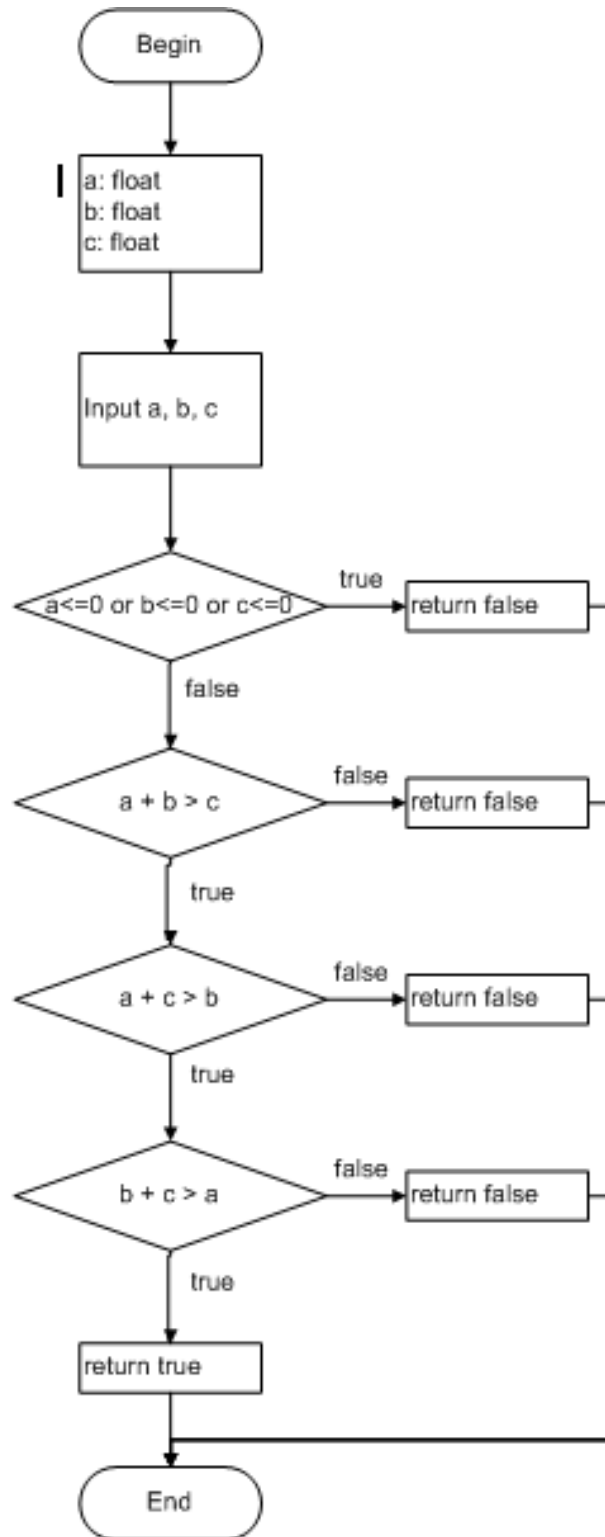 Begin
a: float
b: float
c: float
Input a, b, c
a<=0 or b<=0 or c<=0
true
return false
false
a + b > c
false
return false
true
a + c > b
false
return false
true
b + c > a
false
return false
true
return true
End